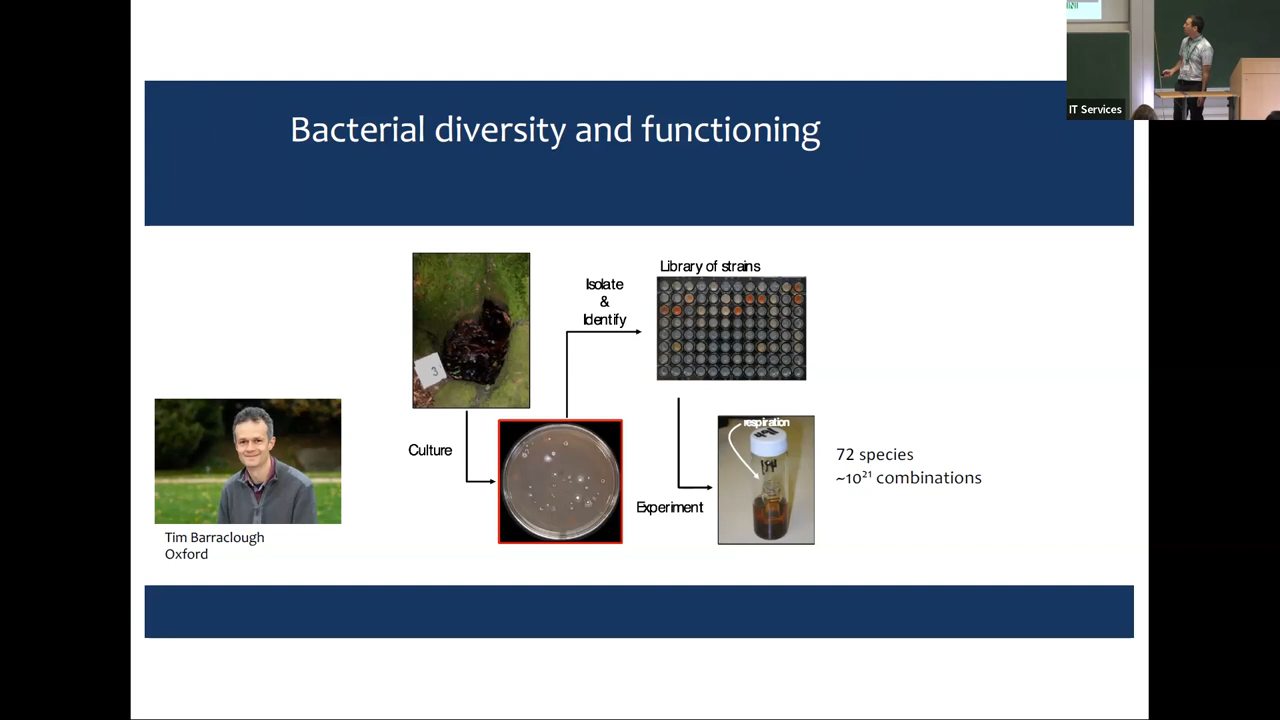 IT Services
Bacterial diversity and functioning
Library of strains
Isolate
&
Identify
3
Culture
respiration
Experiment
72 species
~10²¹ combinations
Tim Barraclough
Oxford